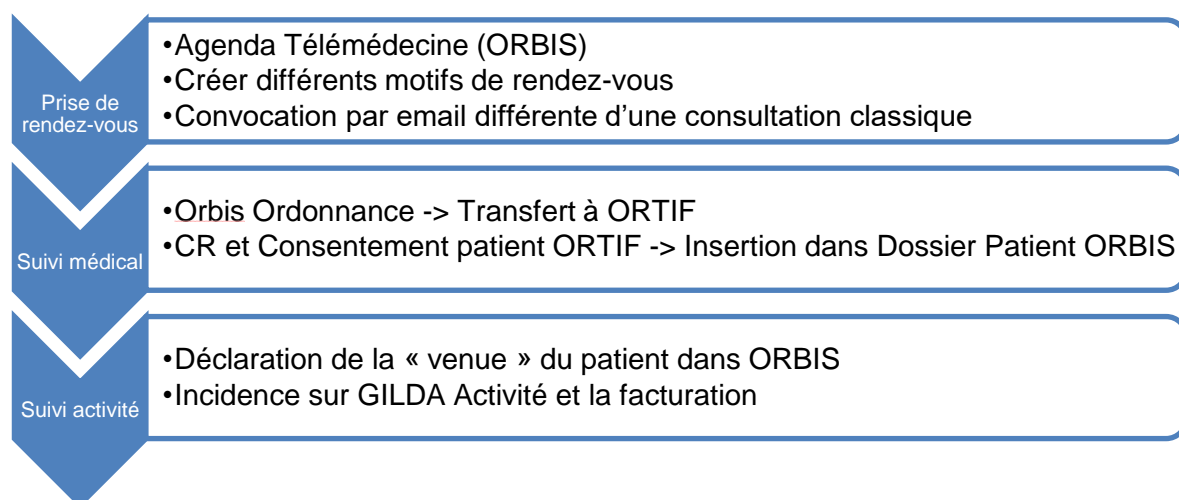 Prise de
rendez-vous
•Agenda Télémédecine (ORBIS)
•Créer différents motifs de rendez-vous
•Convocation par email différente d’une consultation classique
Suivi médical
•Orbis Ordonnance -> Transfert à ORTIF
•CR et Consentement patient ORTIF -> Insertion dans Dossier Patient ORBIS
Suivi activité
•Déclaration de la « venue » du patient dans ORBIS
•Incidence sur GILDA Activité et la facturation